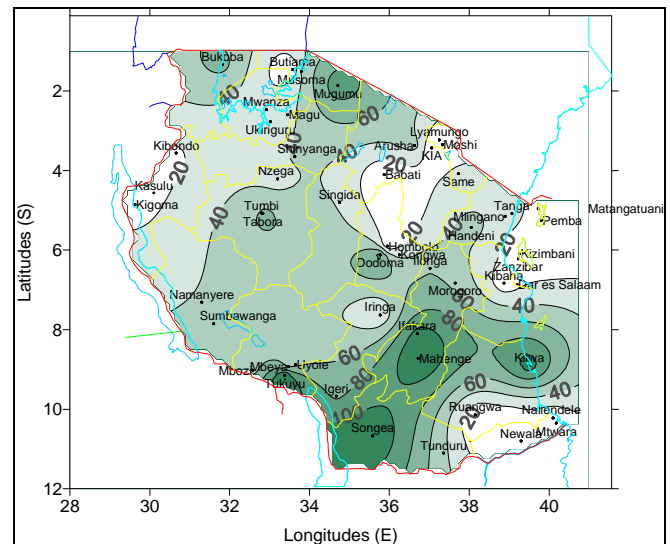 Bukoba
Butiama
Musoma
2
Mugumu
40
60
Mwanza
Magu
Ukiriguru
40
Lyamungo
Moshi
Kibondo
Shinyanga
40
Arusha
KIA
4
20
Nzega
20
Babati
Same
Kasulu
Singida
Kigoma
Tumbi
Tabora
40
40
Mlingano
Tanga
Matangatuani
Pemba
20
Handeni
20
6
Hombolo
Kongwa
Dodoma
Ilonga
Kizimbani
Zanzibar
Kibaha
Dar es Salaam
Morogoro
60
Namanyere
Iringa
40
Sumbawanga
Ifakara
80
8
60
Mahenge
Kilwa
Mbozi
Mbeya
Uyole
80
Tukuyu
Igeri
60
40
10
100
Ruangwa
20
Nairendele
Songea
Mtwara
Newala
Tunduru
12
28
30
32
34
36
38
40
Latitudes (S)
Longitudes (E)